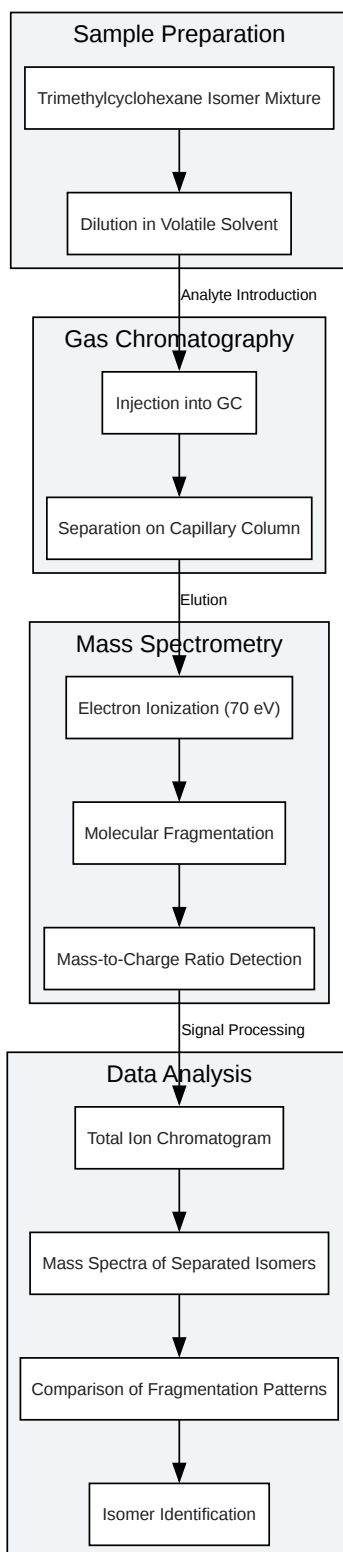 Sample Preparation
Trimethylcyclohexane Isomer Mixture
Dilution in Volatile Solvent
Analyte Introduction
Gas Chromatography
Injection into GC
Separation on Capillary Column
Elution
Mass Spectrometry
Electron Ionization (70 eV)
Molecular Fragmentation
Mass-to-Charge Ratio Detection
Signal Processing
Data Analysis
Total Ion Chromatogram
Mass Spectra of Separated Isomers
Comparison of Fragmentation Patterns
Isomer Identification